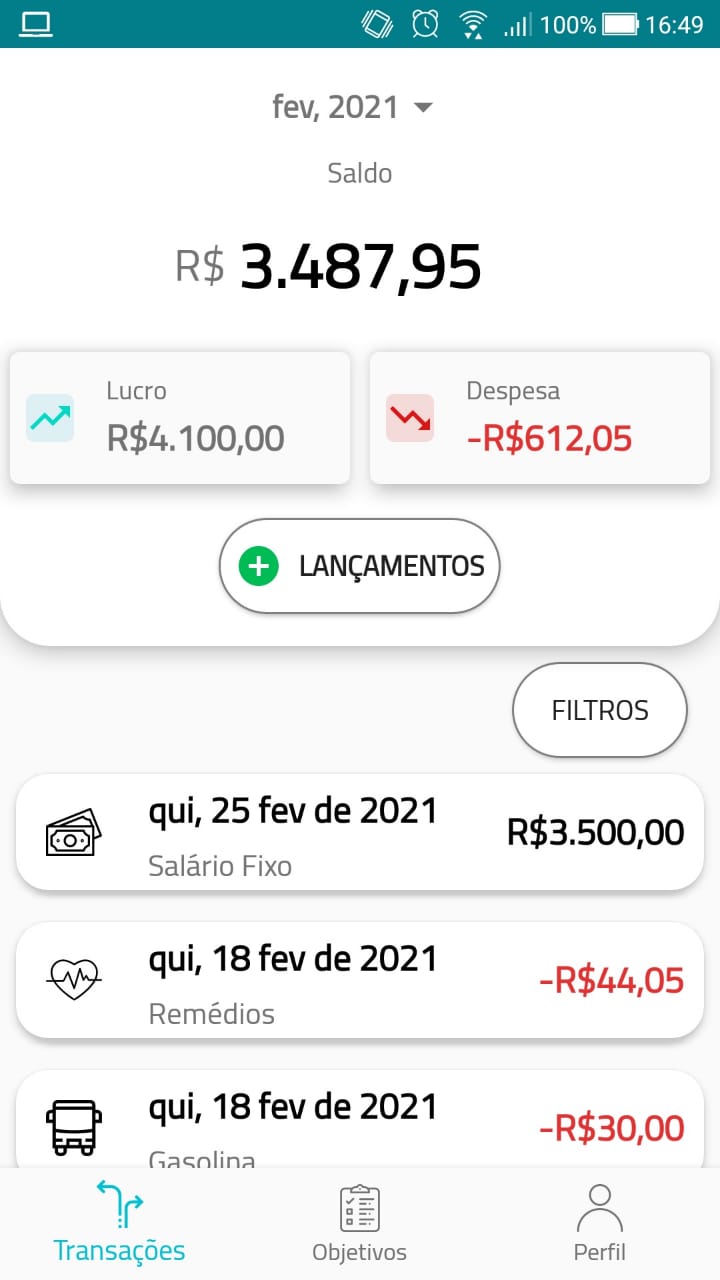 100% 16:49
fev, 2021
Saldo
R$ 3.487,95
Lucro
R$4.100,00
Despesa
-R$612,05
LANÇAMENTOS
FILTROS
qui, 25 fev de 2021
R$3.500,00
Salário Fixo
qui, 18 fev de 2021
-R$44,05
Remédios
qui, 18 fev de 2021
-R$30,00
Gasolina
Transações
Objetivos
Perfil